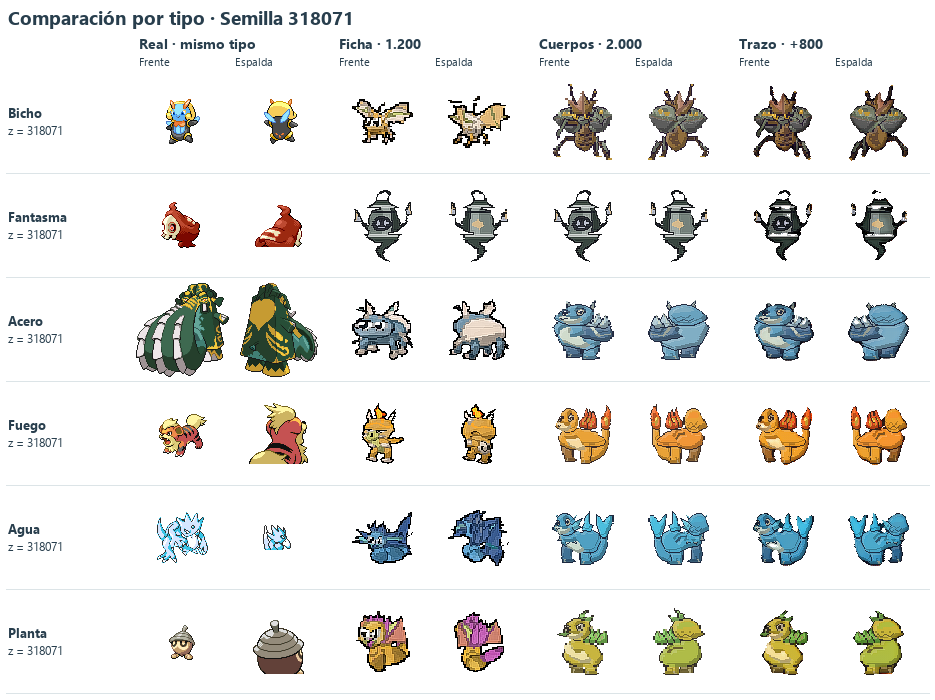 Comparación por tipo · Semilla 318071
Real · mismo tipo Ficha · 1.200 Cuerpos · 2.000 Trazo · +800
Frente Espalda Frente Espalda Frente Espalda Frente Espalda
Bicho
z = 318071
Fantasma
z = 318071
Acero
z = 318071
Fuego
z = 318071
Agua
z = 318071
Planta
z = 318071